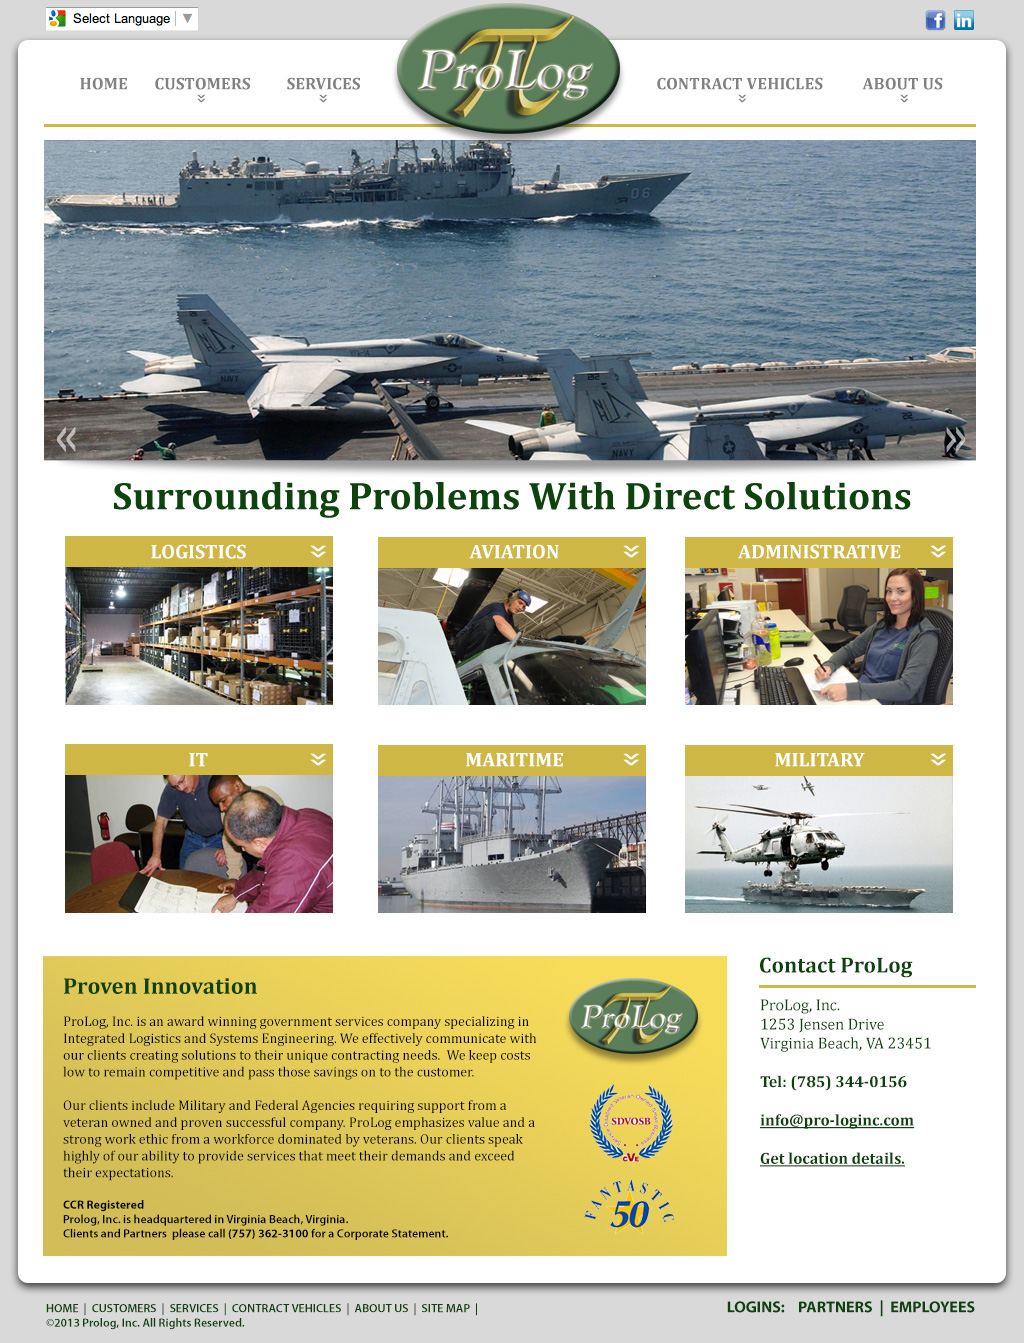 Select Language
ProLog
HOME
CUSTOMERS
SERVICES
CONTRACT VEHICLES
ABOUT US
06
NAVY
NAVY
22
Surrounding Problems With Direct Solutions
LOGISTICS
AVIATION
ADMINISTRATIVE
IT
MARITIME
MILITARY
Proven Innovation
ProLog, Inc. is an award winning government services company specializing in
Integrated Logistics and Systems Engineering. We effectively communicate with
our clients creating solutions to their unique contracting needs. We keep costs
low to remain competitive and pass those savings on to the customer.
Our clients include Military and Federal Agencies requiring support from a
veteran owned and proven successful company. ProLog emphasizes value and a
strong work ethic from a workforce dominated by veterans. Our clients speak
highly of our ability to provide services that meet their demands and exceed
their expectations.
CCR Registered
Prolog, Inc. is headquartered in Virginia Beach, Virginia.
Clients and Partners please call (757) 362-3100 for a Corporate Statement.
ProLog
SDVOSB
CVE
FANTASTIC
50
Contact ProLog
ProLog, Inc.
1253 Jensen Drive
Virginia Beach, VA 23451
Tel: (785) 344-0156
info@pro-loginc.com
Get location details.
HOME | CUSTOMERS | SERVICES | CONTRACT VEHICLES | ABOUT US | SITE MAP |
©2013 Prolog, Inc. All Rights Reserved.
LOGINS: PARTNERS | EMPLOYEES